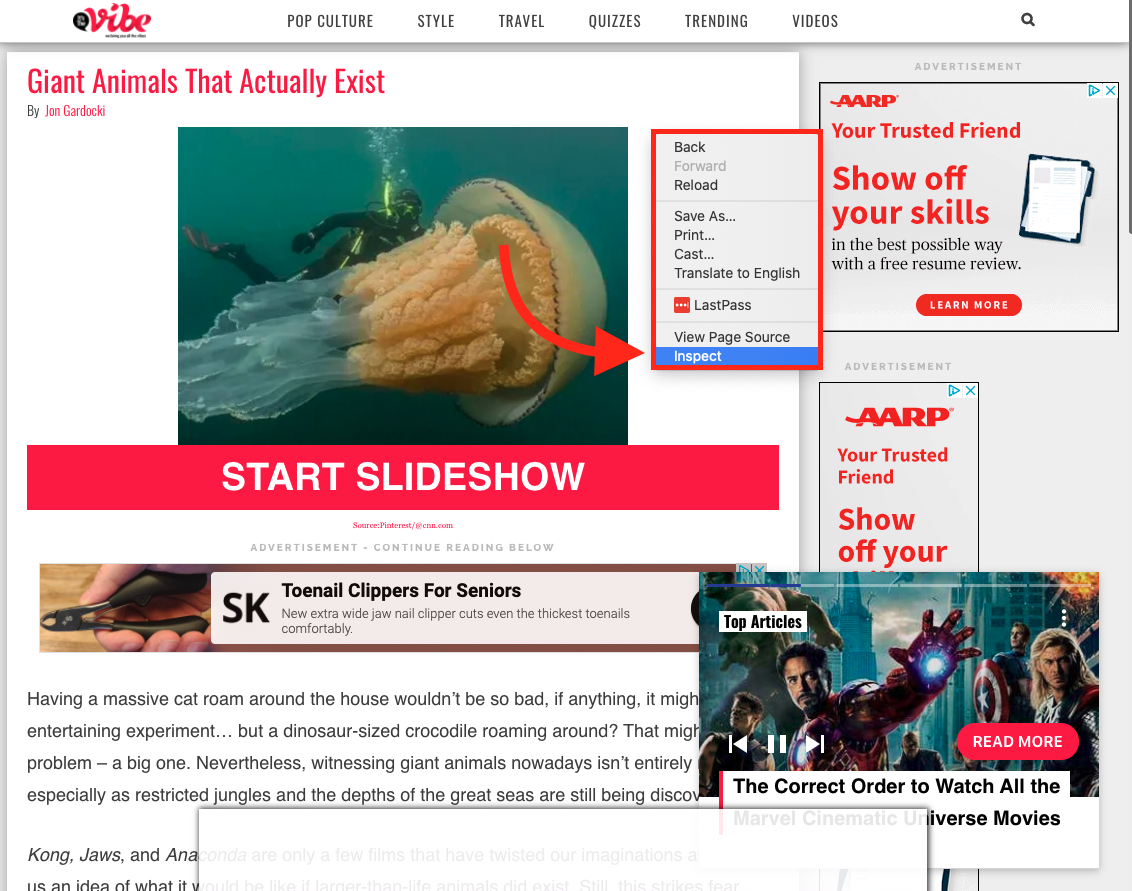 Vibe
POP CULTURE
STYLE
TRAVEL
QUIZZES
TRENDING
VIDEOS
Giant Animals That Actually Exist
By Jon Gardocki
Back
Forward
Reload
Save As...
Print...
Cast...
Translate to English
LastPass
View Page Source
Inspect
START SLIDESHOW
Source:Pinterest/@cnn.com
ADVERTISEMENT - CONTINUE READING BELOW
SK
Toenail Clippers For Seniors
New extra wide jaw nail clipper cuts even the thickest toenails
comfortably.
Having a massive cat roam around the house wouldn’t be so bad, if anything, it migh
entertaining experiment… but a dinosaur-sized crocodile roaming around? That migh
problem – a big one. Nevertheless, witnessing giant animals nowadays isn’t entirely
especially as restricted jungles and the depths of the great seas are still being discov
Kong, Jaws, and Anaconda are only a few films that have twisted our imaginations a
us an idea of what it would be like if larger-than-life animals did exist. Still, this strikes fear
ADVERTISEMENT
AARP
Your Trusted Friend
Show off
your skills
in the best possible way
with a free resume review.
LEARN MORE
ADVERTISEMENT
AARP®
Your Trusted
Friend
Show
off your
Top Articles
READ MORE
The Correct Order to Watch All the
Marvel Cinematic Universe Movies